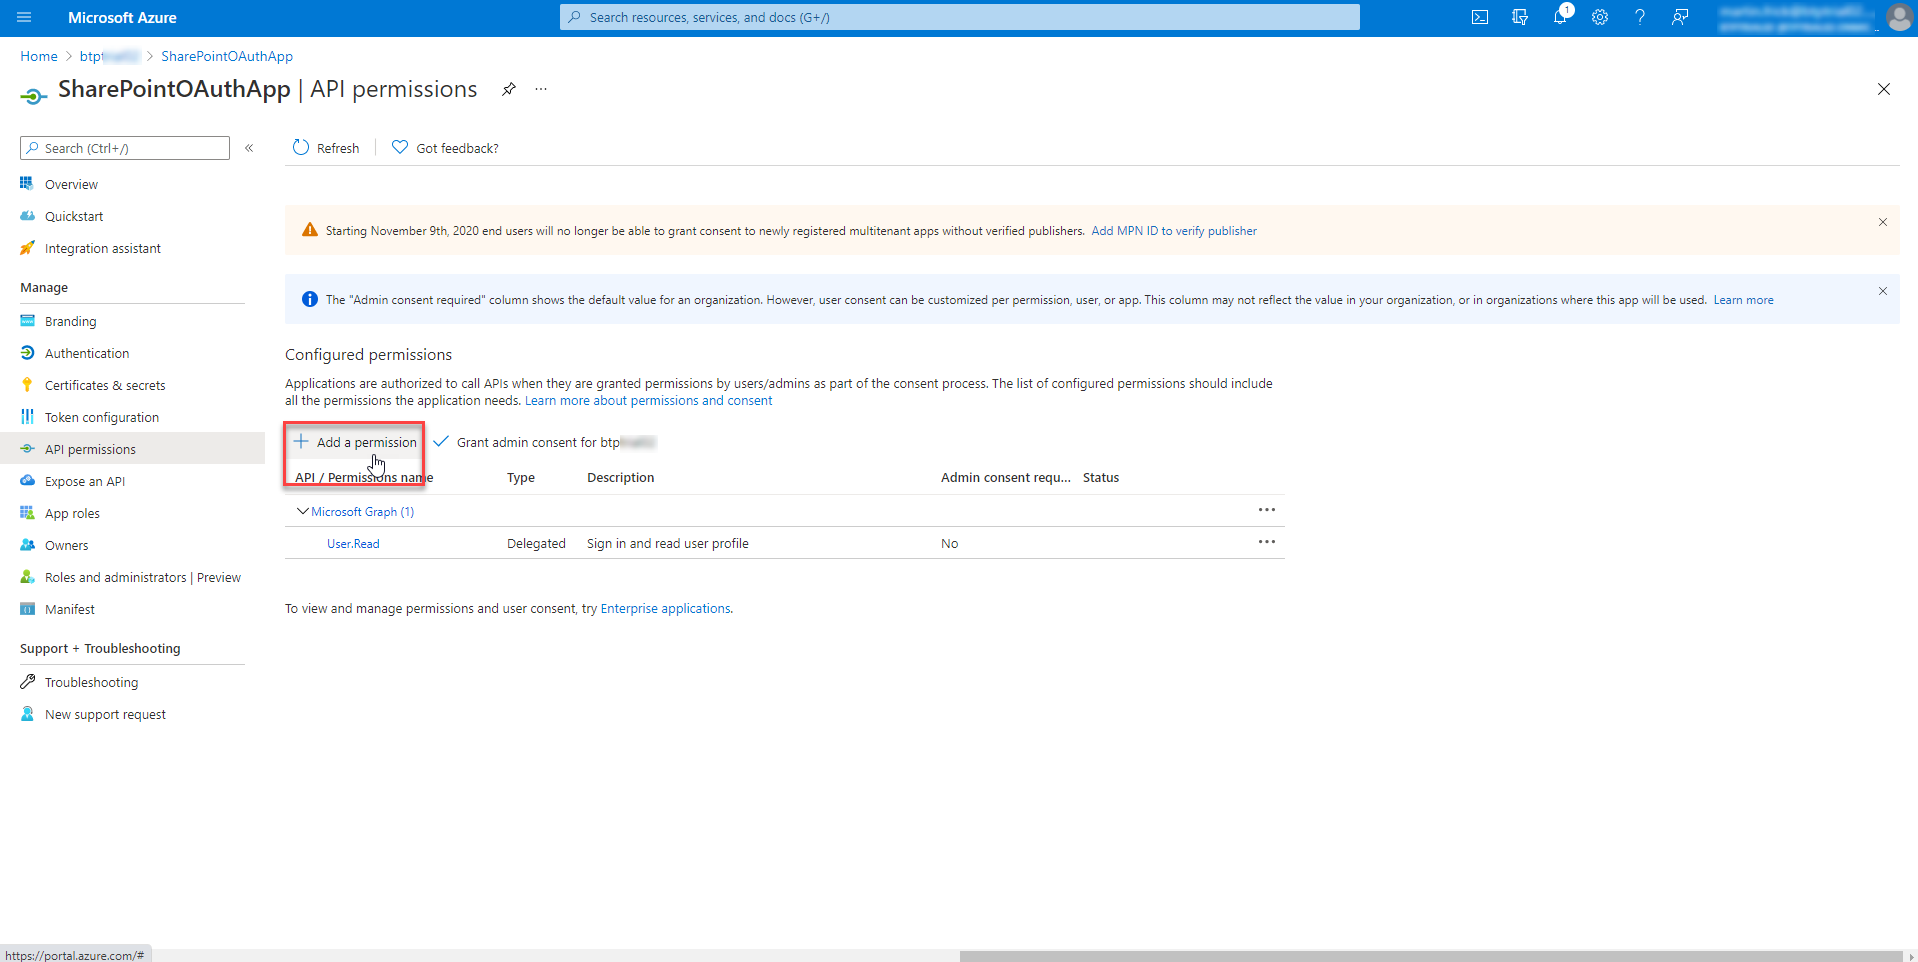 Microsoft Azure
Search resources, services, and docs (G+/)
1
Home > btpt > SharePointOAuthApp
SharePointOAuthApp | API permissions
Search (Ctrl+/)
«
Refresh
Got feedback?
Overview
Quickstart
Integration assistant
Manage
Branding
Authentication
Certificates & secrets
Token configuration
API permissions
Expose an API
App roles
Owners
Roles and administrators | Preview
Manifest
Support + Troubleshooting
Troubleshooting
New support request
Starting November 9th, 2020 end users will no longer be able to grant consent to newly registered multitenant apps without verified publishers. Add MPN ID to verify publisher
The "Admin consent required" column shows the default value for an organization. However, user consent can be customized per permission, user, or app. This column may not reflect the value in your organization, or in organizations where this app will be used. Learn more
Configured permissions
Applications are authorized to call APIs when they are granted permissions by users/admins as part of the consent process. The list of configured permissions should include
all the permissions the application needs. Learn more about permissions and consent
Add a permission
Grant admin consent for btp
API / Permissions name Type Description Admin consent requ... Status
Microsoft Graph (1)
User.Read Delegated Sign in and read user profile No
To view and manage permissions and user consent, try Enterprise applications.
https://portal.azure.com/#